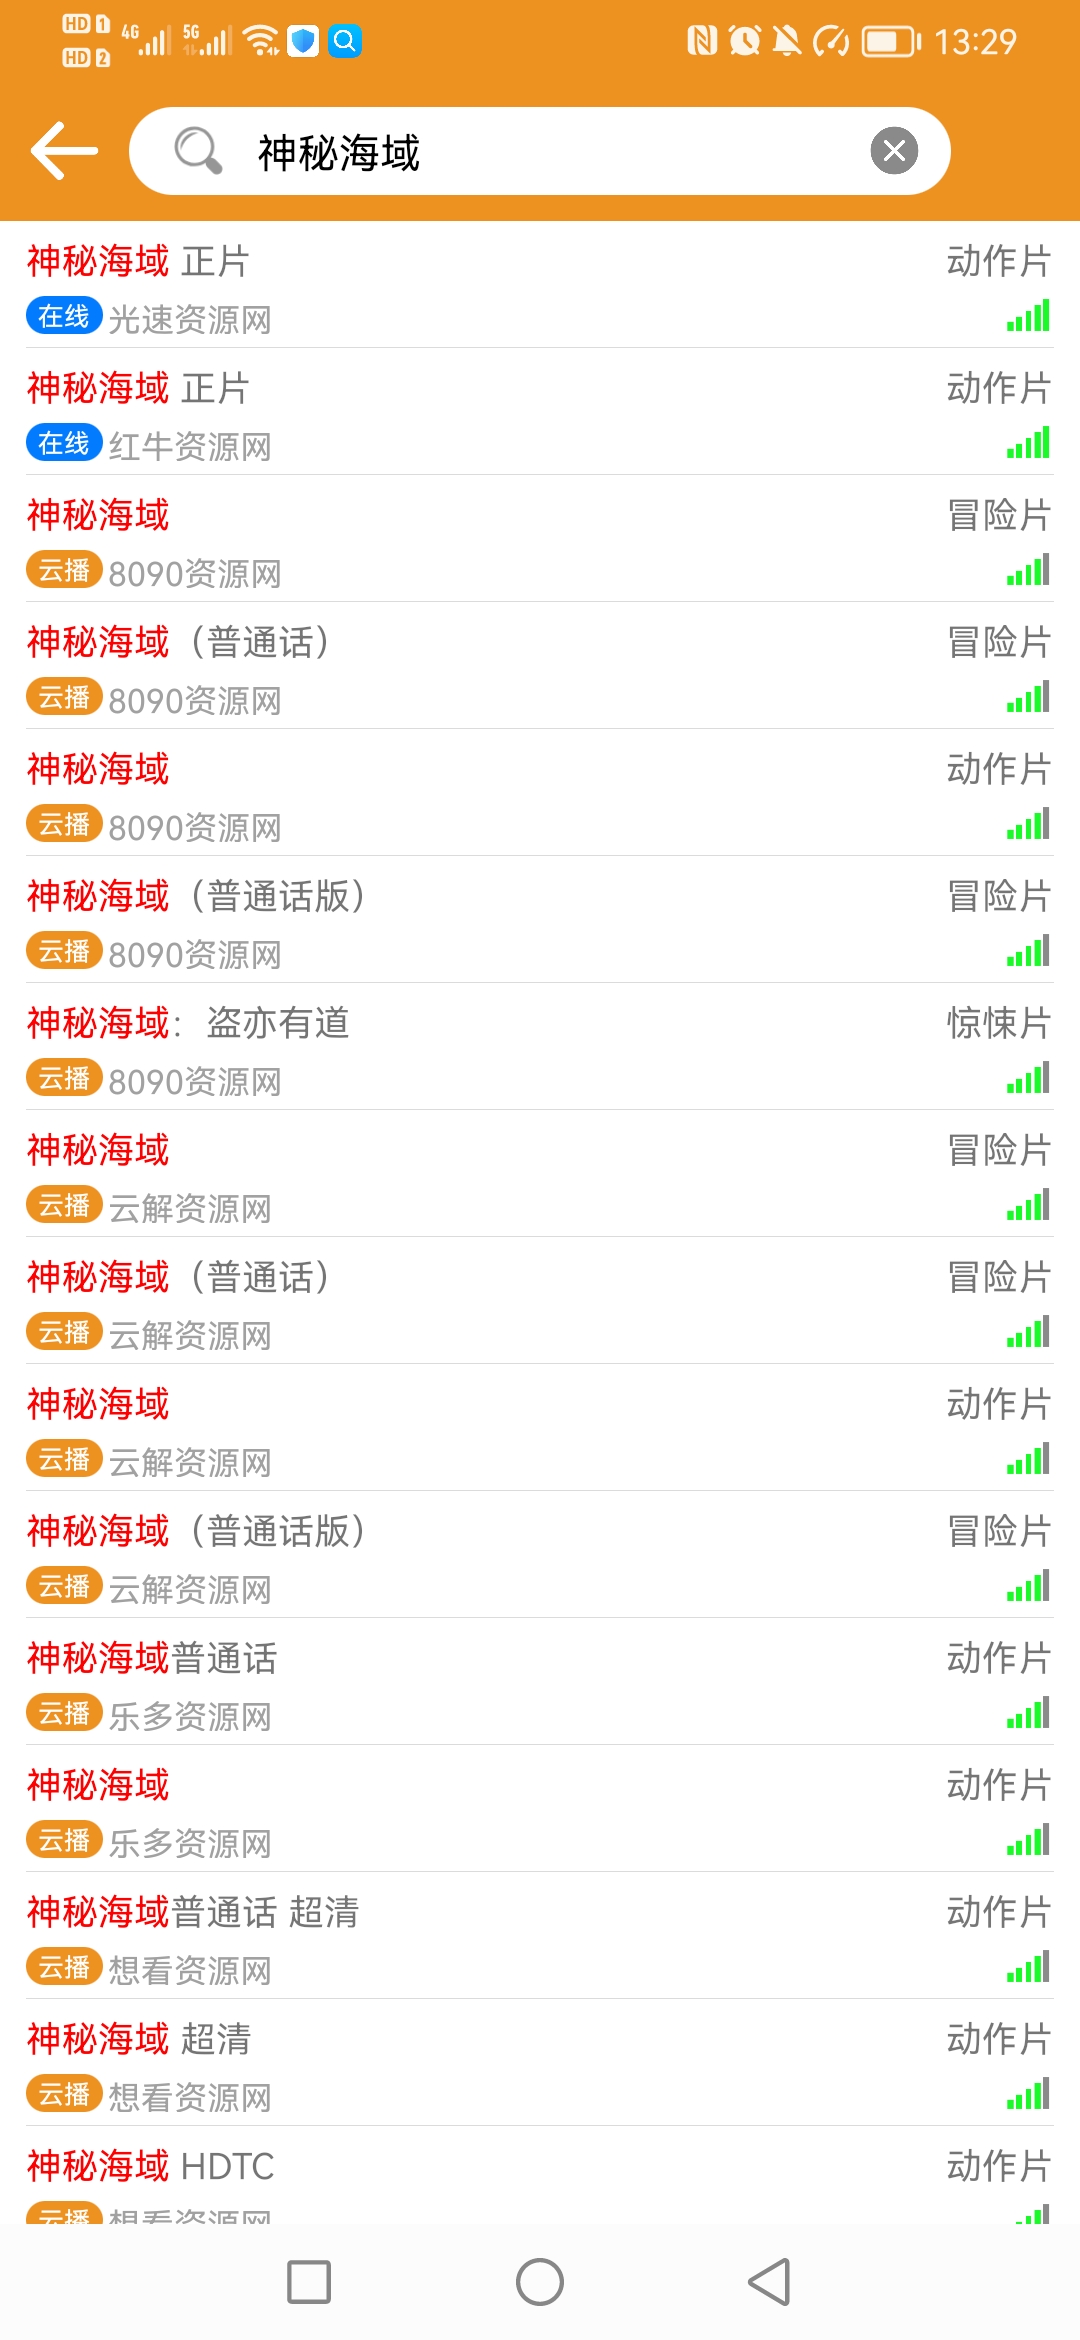 HD 1 4G 5G 13:29
HD 2
神秘海域
神秘海域 正片 动作片
在线 光速资源网
神秘海域 正片 动作片
在线 红牛资源网
神秘海域 冒险片
云播 8090资源网
神秘海域（普通话） 冒险片
云播 8090资源网
神秘海域 动作片
云播 8090资源网
神秘海域（普通话版） 冒险片
云播 8090资源网
神秘海域：盗亦有道 惊悚片
云播 8090资源网
神秘海域 冒险片
云播 云解资源网
神秘海域（普通话） 冒险片
云播 云解资源网
神秘海域 动作片
云播 云解资源网
神秘海域（普通话版） 冒险片
云播 云解资源网
神秘海域普通话 动作片
云播 乐多资源网
神秘海域 动作片
云播 乐多资源网
神秘海域普通话 超清 动作片
云播 想看资源网
神秘海域 超清 动作片
云播 想看资源网
神秘海域 HDTC 动作片
云播 想看资源网